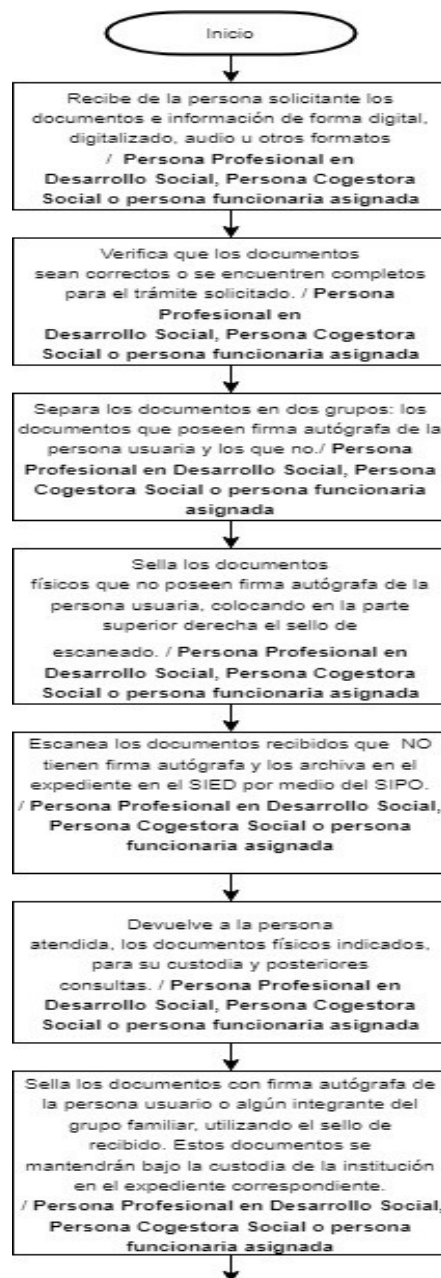 Inicio
Recibe de la persona solicitante los
documentos e información de forma digital,
digitalizado, audio u otros formatos
/ Persona Profesional en
Desarrollo Social, Persona Cogestora
Social o persona funcionaria asignada
Verifica que los documentos
sean correctos o se encuentren completos
para el trámite solicitado. / Persona
Profesional en
Desarrollo Social, Persona Cogestora
Social o persona funcionaria asignada
Separa los documentos en dos grupos: los
documentos que poseen firma autógrafa de la
persona usuaria y los que no./ Persona
Profesional en Desarrollo Social, Persona
Cogestora Social o persona funcionaria
asignada
Sella los documentos
físicos que no poseen firma autógrafa de la
persona usuaria, colocando en la parte
superior derecha el sello de
escaneado. / Persona Profesional en
Desarrollo Social, Persona Cogestora
Social o persona funcionaria asignada
Escanea los documentos recibidos que NO
tienen firma autógrafa y los archiva en el
expediente en el SIED por medio del SIPO.
/ Persona Profesional en Desarrollo Social,
Persona Cogestora Social o persona
funcionaria asignada
Devuelve a la persona
atendida, los documentos físicos indicados,
para su custodia y posteriores
consultas. / Persona Profesional en
Desarrollo Social, Persona Cogestora
Social o persona funcionaria asignada
Sella los documentos con firma autógrafa de
la persona usuario o algún integrante del
grupo familiar, utilizando el sello de
recibido. Estos documentos se
mantendrán bajo la custodia de la institución
en el expediente correspondiente.
/ Persona Profesional en Desarrollo Social,
Persona Cogestora Social o persona
funcionaria asignada